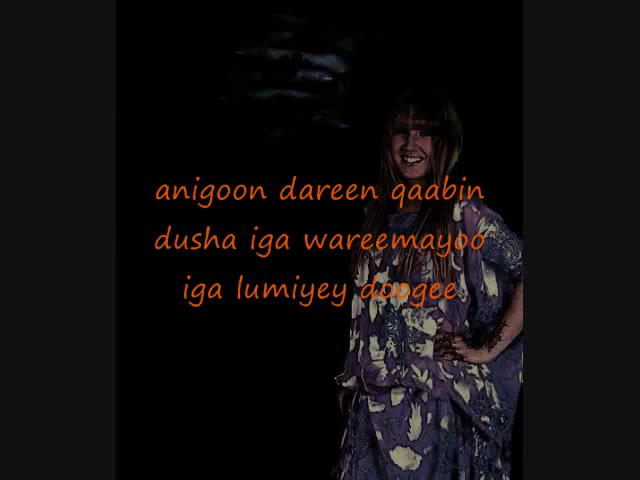 anigoon dareen qaabin
dusha iga wareemayoo
iga lumiyey doogee